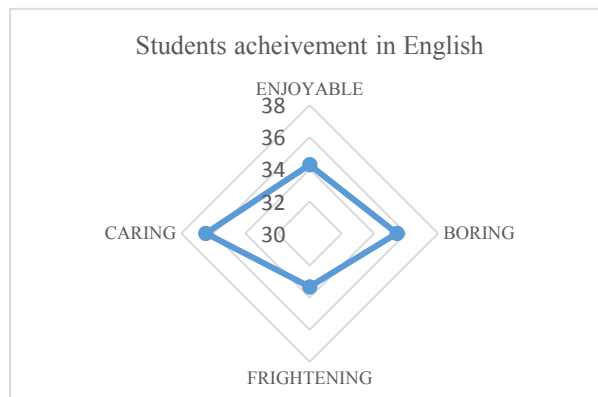 Students acheivement in English
ENJOYABLE
38
36
34
32
30
CARING
BORING
FRIGHTENING